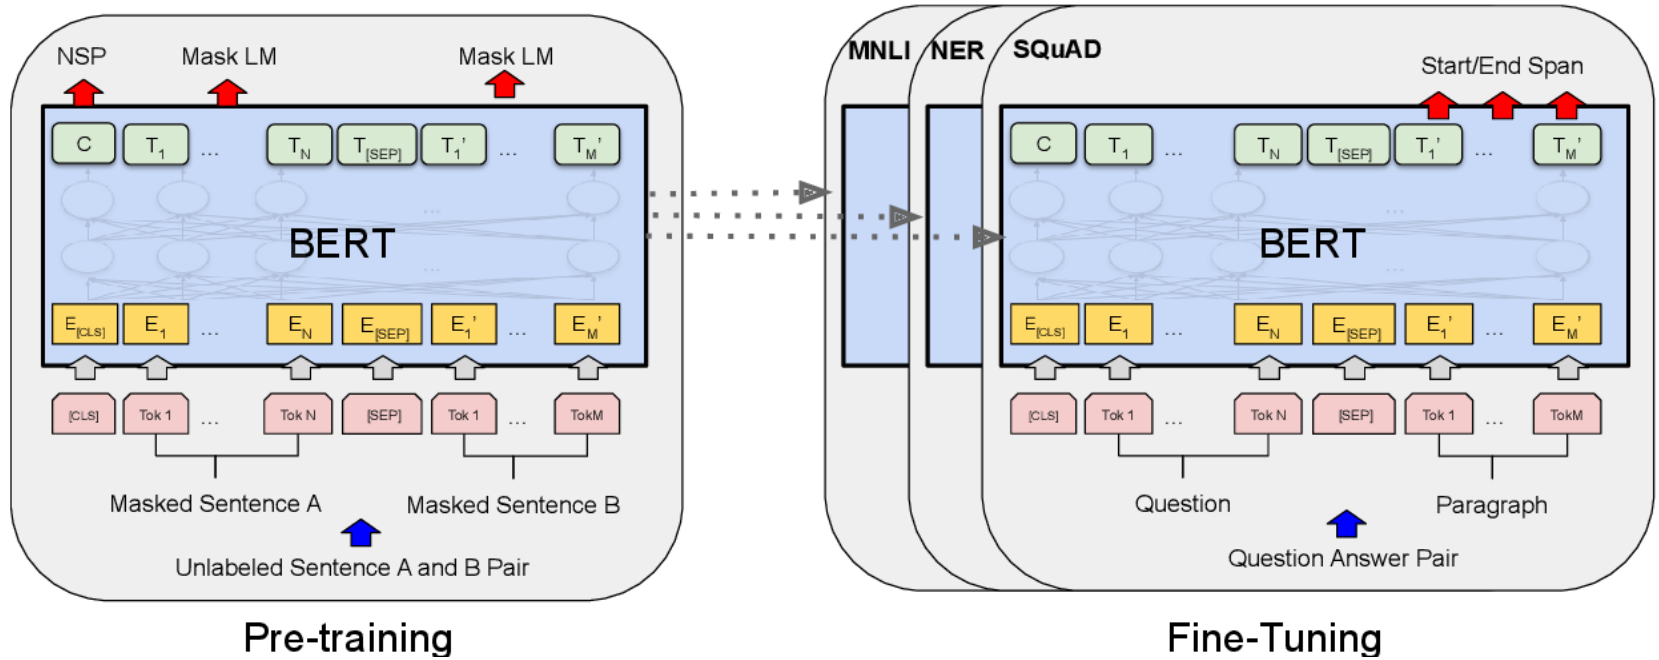 NSP Mask LM Mask LM
C T1 ... TN T[SEP] T1' ... TM'
...
BERT
...
E[CLS] E1 ... EN E[SEP] E1' ... EM'
[CLS] Tok 1 ... Tok N [SEP] Tok 1 ... TokM
Masked Sentence A Masked Sentence B
Unlabeled Sentence A and B Pair
Pre-training
MNLI NER SQuAD
Start/End Span
C T1 ... TN T[SEP] T1' ... TM'
...
BERT
...
E[CLS] E1 ... EN E[SEP] E1' ... EM'
[CLS] Tok 1 ... Tok N [SEP] Tok 1 ... TokM
Question Paragraph
Question Answer Pair
Fine-Tuning